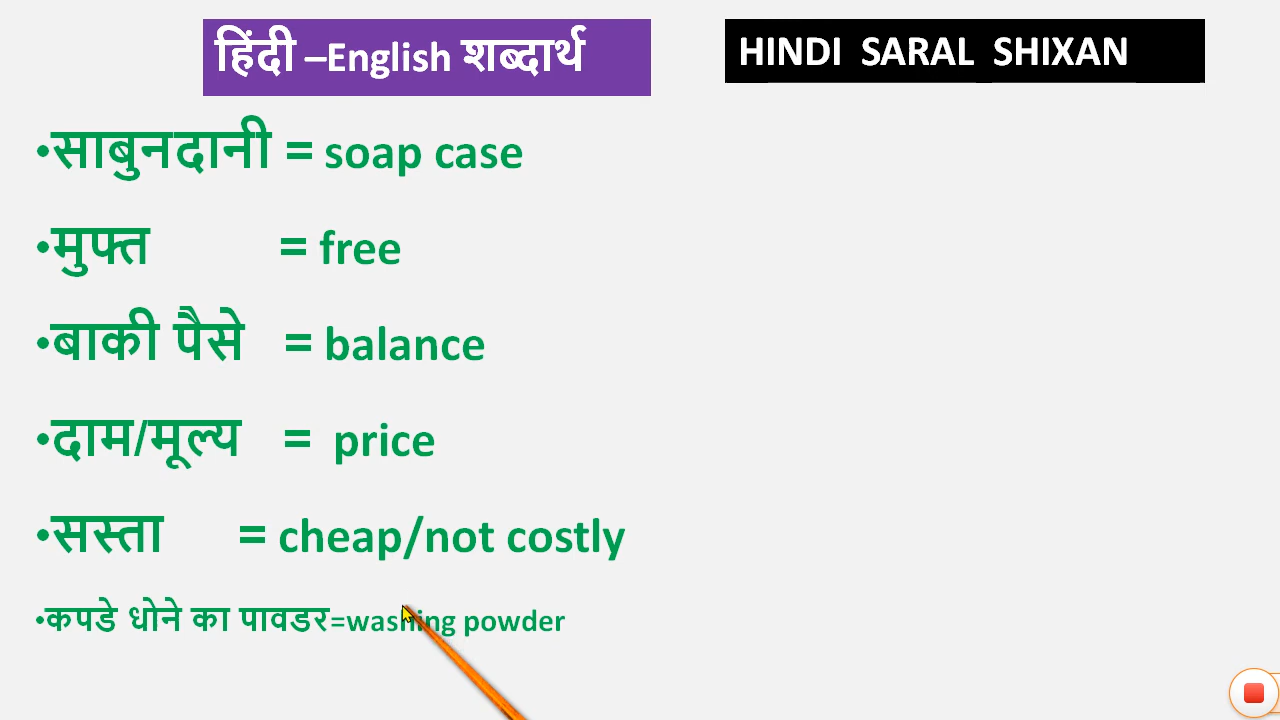 हिंदी –English शब्दार्थ
HINDI SARAL SHIXAN
•साबुनदानी = soap case
•मुफ्त = free
•बाकी पैसे = balance
•दाम/मूल्य = price
•सस्ता = cheap/not costly
•कपडे धोने का पावडर=washing powder